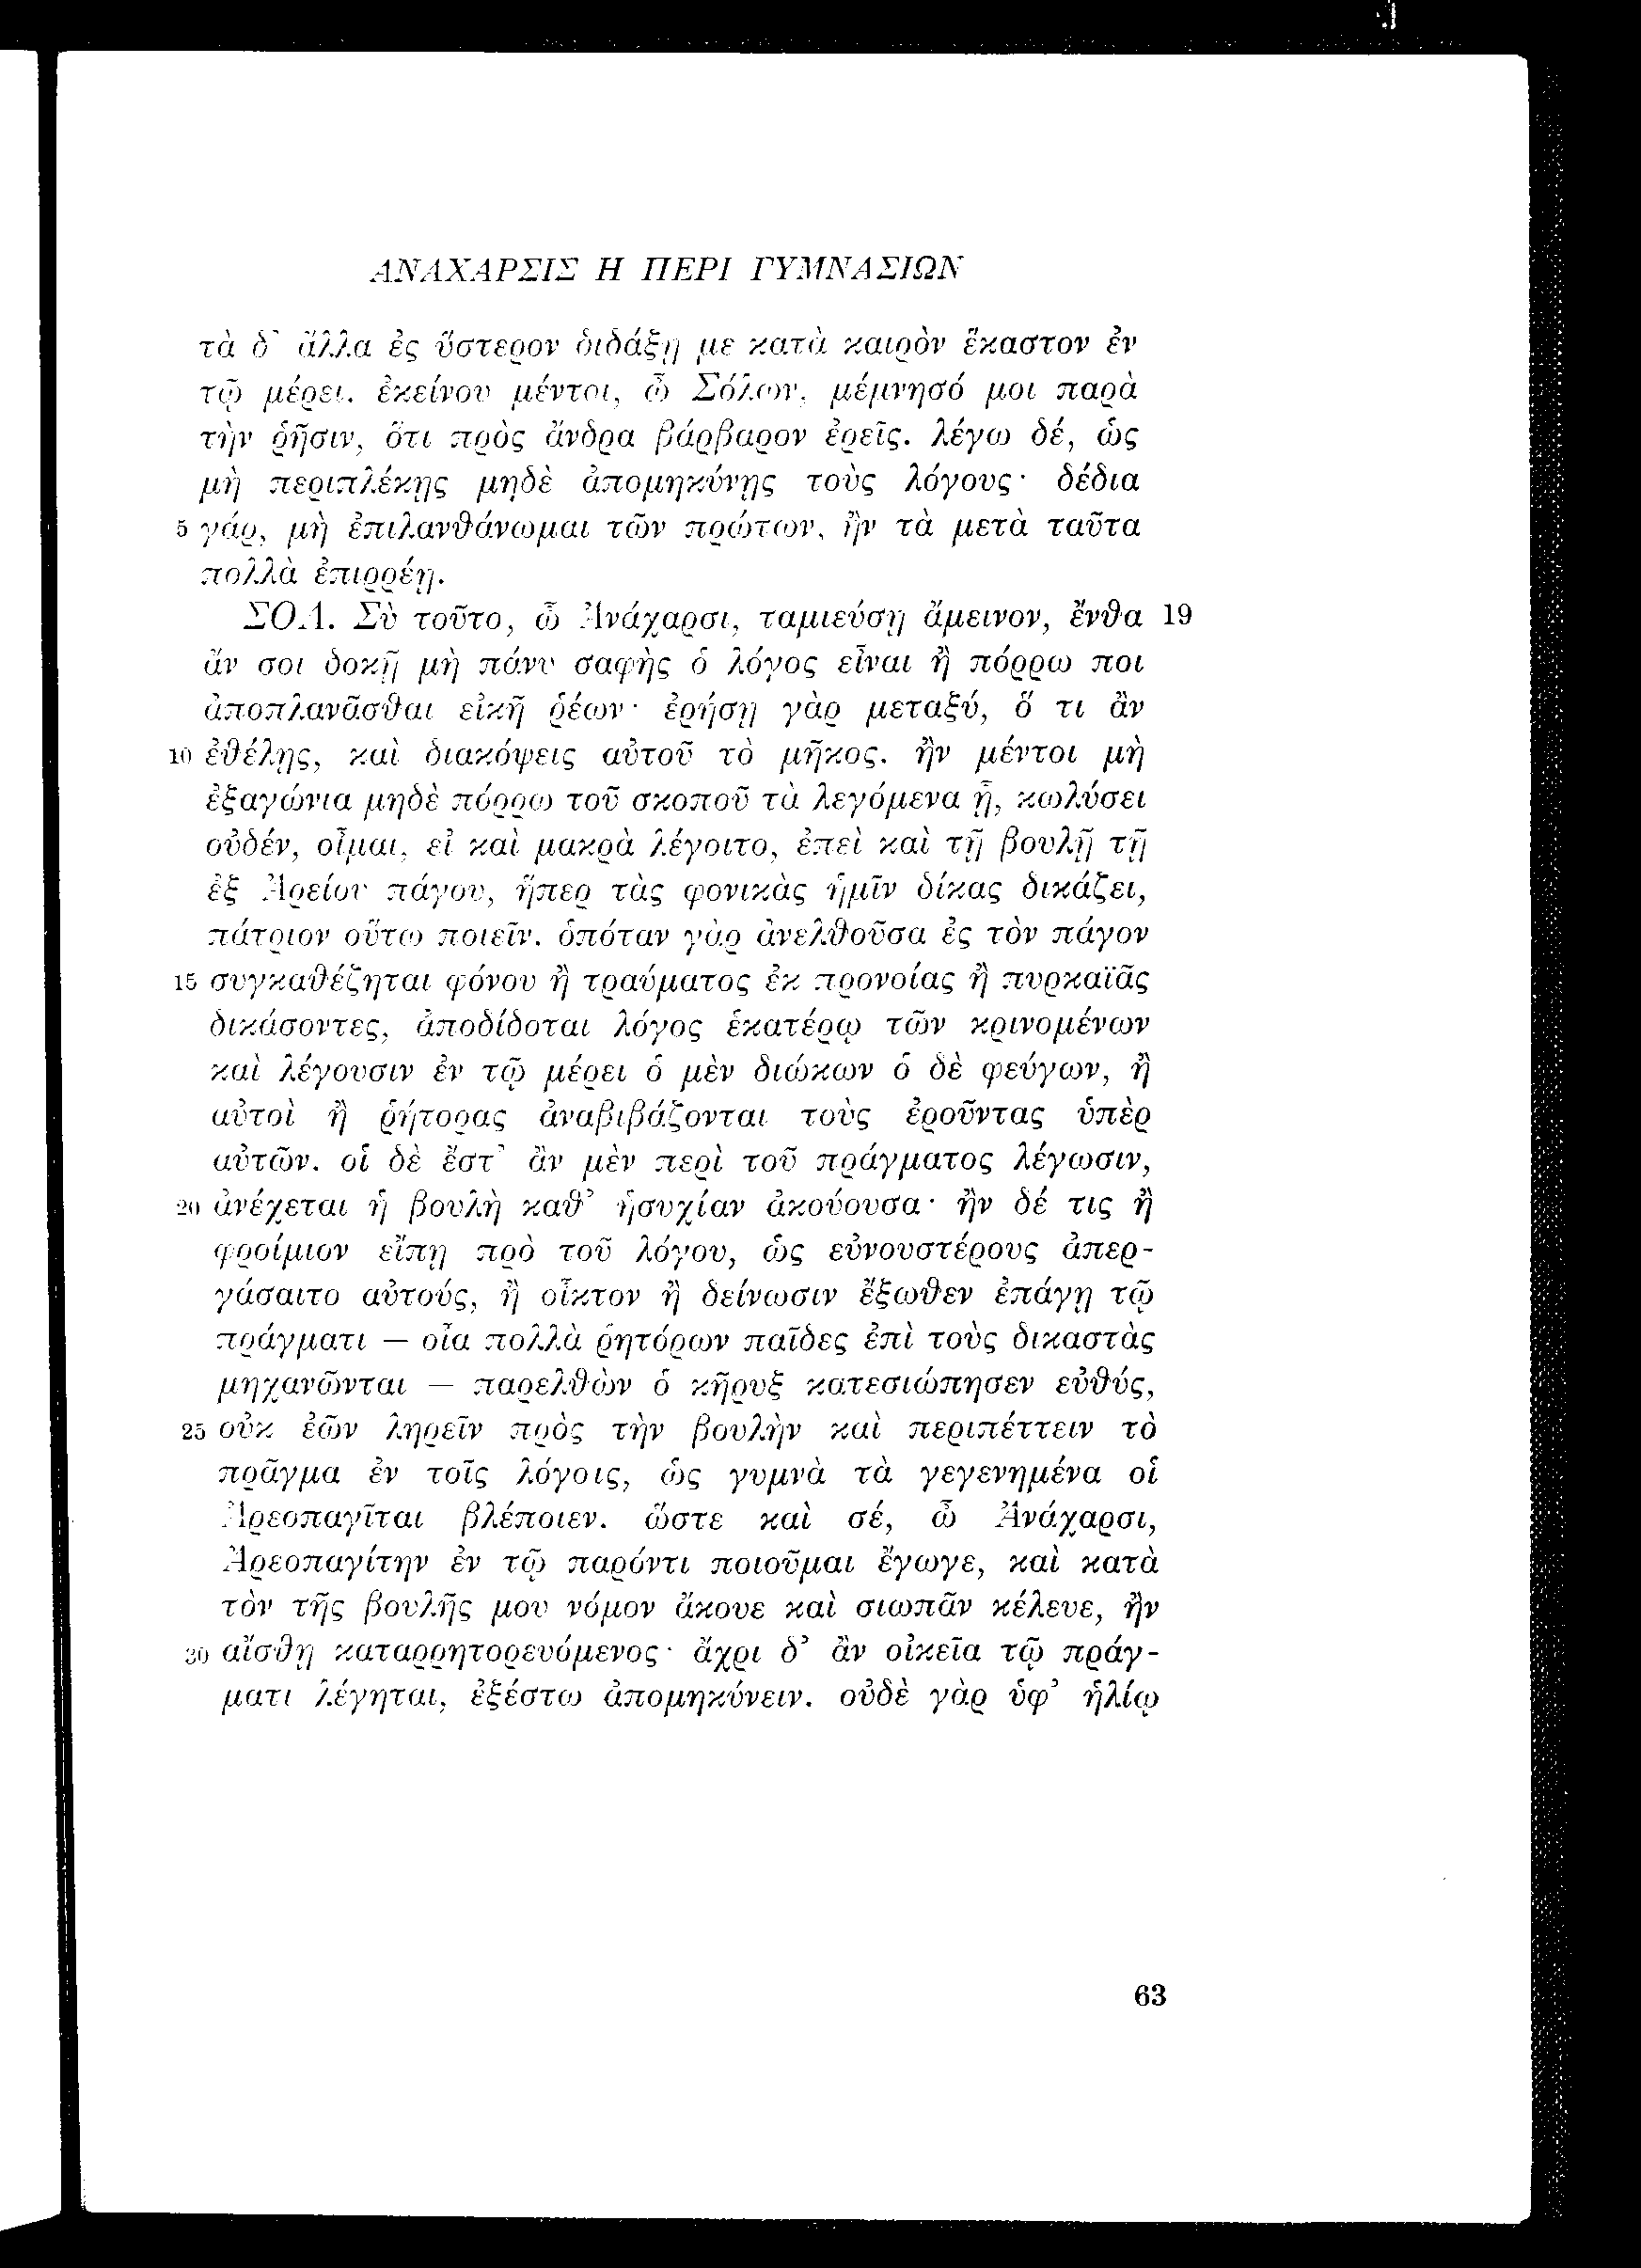 ΑΝΑΧΑΡΣΙΣ Η ΠΕΡΙ ΓΥΜΝΑΣΙΩΝ
τὰ δ᾽ ἄλλα ἐς ὕστερον διδάξῃ με κατὰ καιρὸν ἕκαστον ἐν
τῷ μέρει. ἐκείνου μέντοι, ὦ Σόλων, μέμνησό μοι παρὰ
τὴν ῥῆσιν, ὅτι πρὸς ἄνδρα βάρβαρον ἐρεῖς. λέγω δέ, ὡς
μὴ περιπλέκῃς μηδὲ ἀπομηκύνῃς τοὺς λόγους· δέδια
5 γάρ, μὴ ἐπιλανθάνωμαι τῶν πρώτων, ἢν τὰ μετὰ ταῦτα
πολλὰ ἐπιρρέῃ.
ΣΟΛ. Σὺ τοῦτο, ὦ Ἀνάχαρσι, ταμιεύσῃ ἄμεινον, ἔνθα 19
ἄν σοι δοκῇ μὴ πάνυ σαφὴς ὁ λόγος εἶναι ἢ πόρρω ποι
ἀποπλανᾶσθαι εἰκῆ ῥέων· ἐρήσῃ γὰρ μεταξύ, ὅ τι ἂν
10 ἐθέλῃς, καὶ διακόψεις αὐτοῦ τὸ μῆκος. ἢν μέντοι μὴ
ἐξαγώνια μηδὲ πόρρω τοῦ σκοποῦ τὰ λεγόμενα ᾖ, κωλύσει
οὐδέν, οἶμαι, εἰ καὶ μακρὰ λέγοιτο, ἐπεὶ καὶ τῇ βουλῇ τῇ
ἐξ Ἀρείου πάγου, ἥπερ τὰς φονικὰς ἡμῖν δίκας δικάζει,
πάτριον οὕτω ποιεῖν. ὁπόταν γὰρ ἀνελθοῦσα ἐς τὸν πάγον
15 συγκαθέζηται φόνου ἢ τραύματος ἐκ προνοίας ἢ πυρκαϊᾶς
δικάσοντες, ἀποδίδοται λόγος ἑκατέρῳ τῶν κρινομένων
καὶ λέγουσιν ἐν τῷ μέρει ὁ μὲν διώκων ὁ δὲ φεύγων, ἢ
αὐτοὶ ἢ ῥήτορας ἀναβιβάζονται τοὺς ἐροῦντας ὑπὲρ
αὐτῶν. οἱ δὲ ἔστ᾽ ἂν μὲν περὶ τοῦ πράγματος λέγωσιν,
20 ἀνέχεται ἡ βουλὴ καθ᾽ ἡσυχίαν ἀκούουσα· ἢν δέ τις ἢ
φροίμιον εἴπῃ πρὸ τοῦ λόγου, ὡς εὐνουστέρους ἀπερ-
γάσαιτο αὐτούς, ἢ οἶκτον ἢ δείνωσιν ἔξωθεν ἐπάγῃ τῷ
πράγματι — οἷα πολλὰ ῥητόρων παῖδες ἐπὶ τοὺς δικαστὰς
μηχανῶνται — παρελθὼν ὁ κῆρυξ κατεσιώπησεν εὐθύς,
25 οὐκ ἐῶν ληρεῖν πρὸς τὴν βουλὴν καὶ περιπέττειν τὸ
πρᾶγμα ἐν τοῖς λόγοις, ὡς γυμνὰ τὰ γεγενημένα οἱ
Ἀρεοπαγῖται βλέποιεν. ὥστε καὶ σέ, ὦ Ἀνάχαρσι,
Ἀρεοπαγίτην ἐν τῷ παρόντι ποιοῦμαι ἔγωγε, καὶ κατὰ
τὸν τῆς βουλῆς μου νόμον ἄκουε καὶ σιωπᾶν κέλευε, ἢν
30 αἴσθῃ καταρρητορευόμενος· ἄχρι δ᾽ ἂν οἰκεῖα τῷ πράγ-
ματι λέγηται, ἐξέστω ἀπομηκύνειν. οὐδὲ γὰρ ὑφ᾽ ἡλίῳ
63